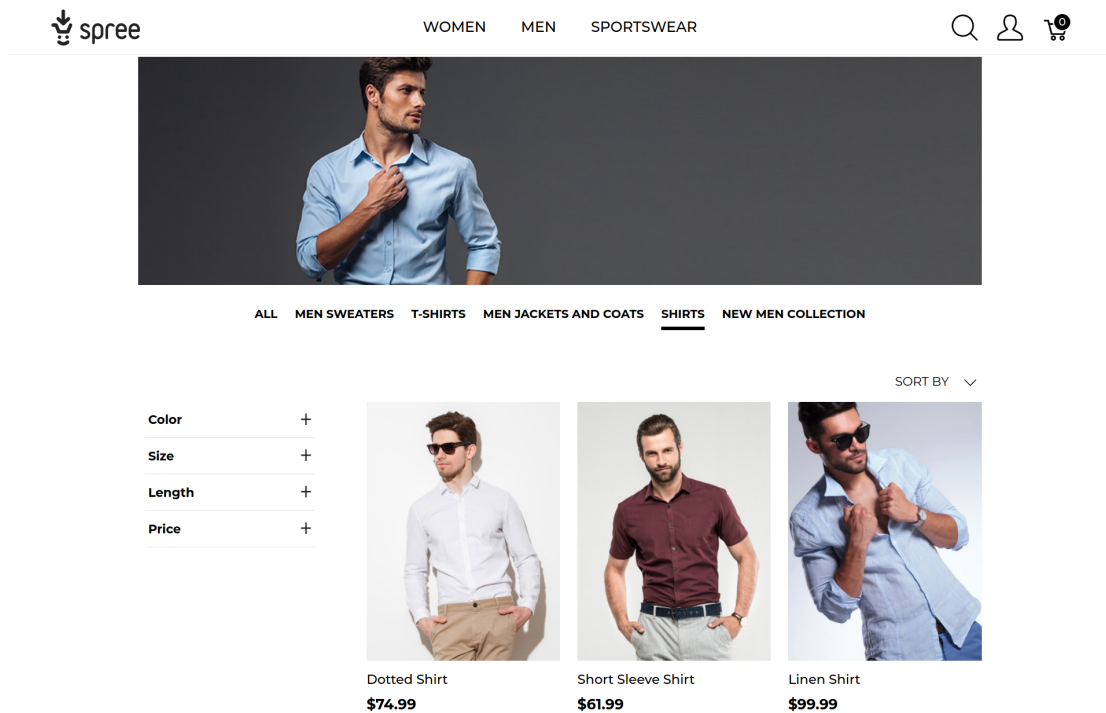 spree
WOMEN MEN SPORTSWEAR
0
ALL MEN SWEATERS T-SHIRTS MEN JACKETS AND COATS SHIRTS NEW MEN COLLECTION
SORT BY
Color
Size
Length
Price
Dotted Shirt Short Sleeve Shirt Linen Shirt
$74.99 $61.99 $99.99